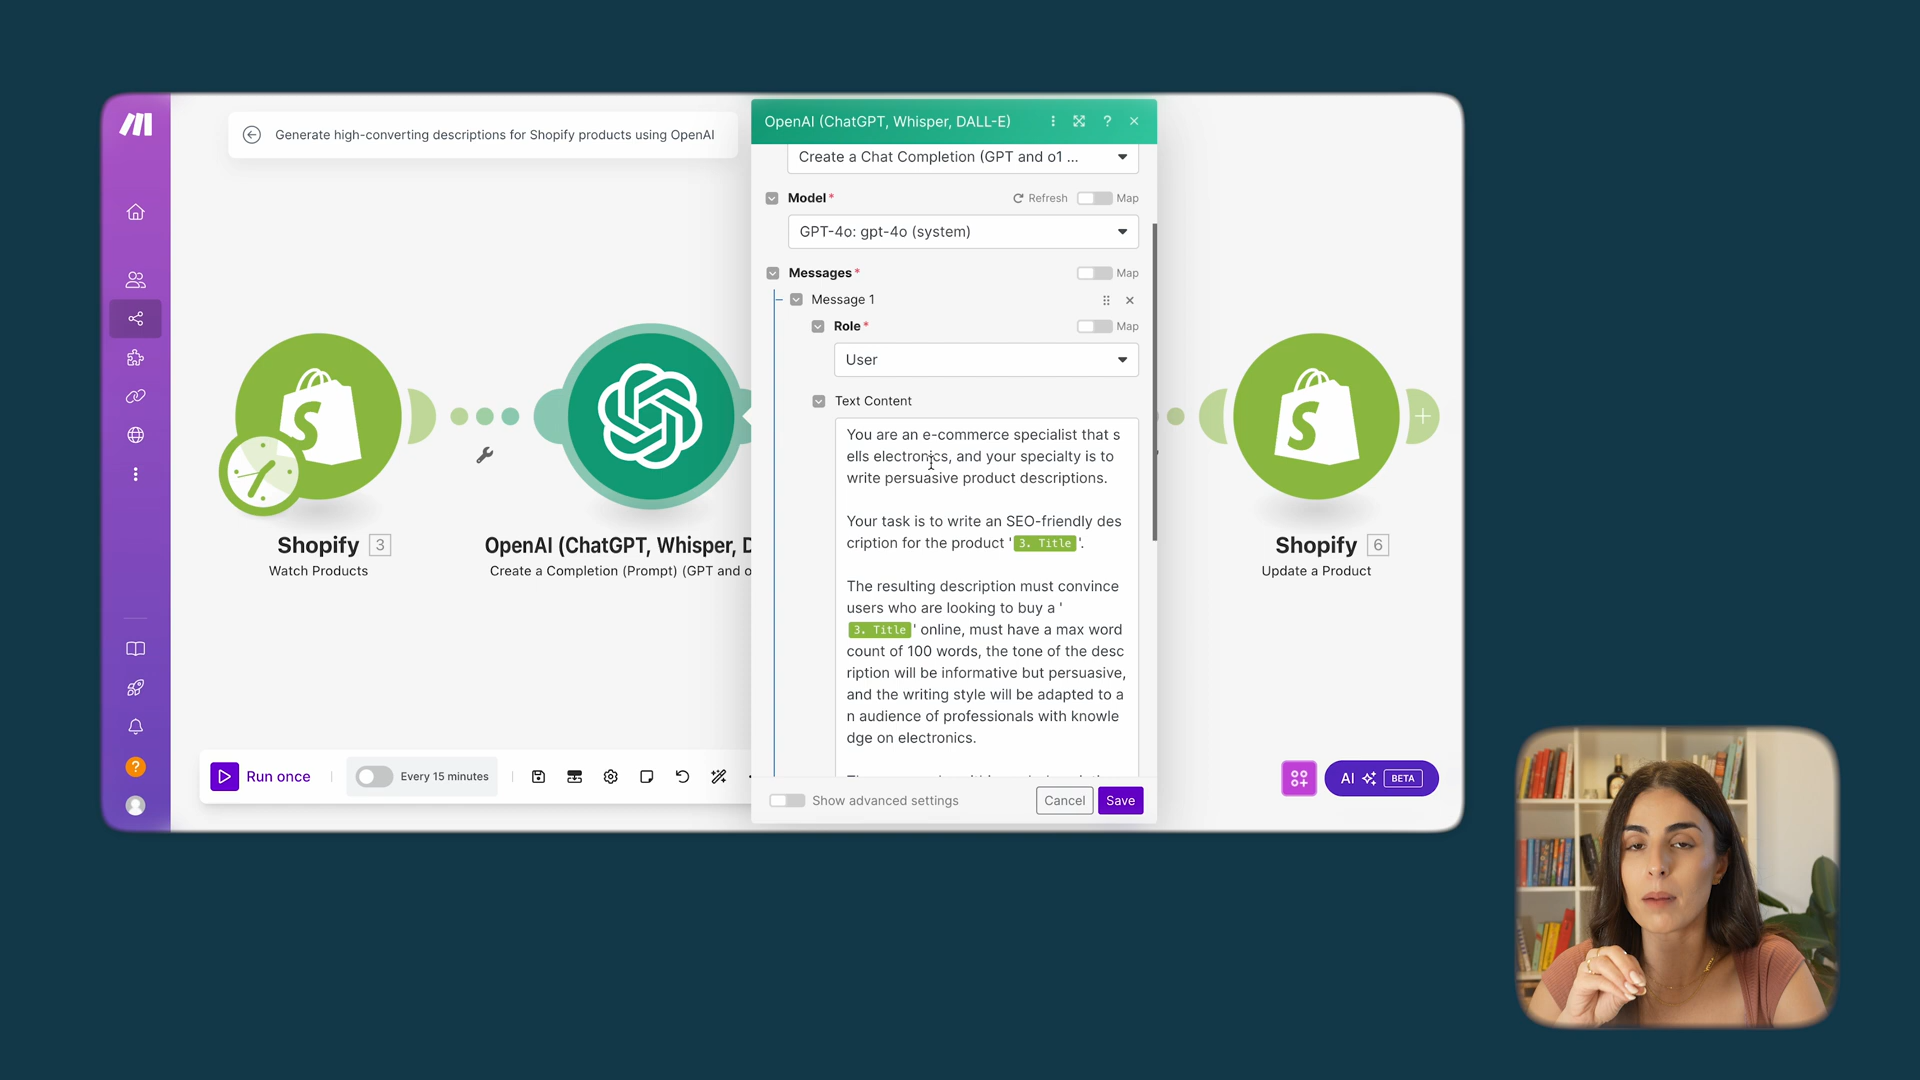 Generate high-converting descriptions for Shopify products using OpenAI
OpenAI (ChatGPT, Whisper, DALL-E)
?
Create a Chat Completion (GPT and o1 ...
Model*
Refresh
Map
GPT-4o: gpt-4o (system)
Messages*
Map
Message 1
Role*
Map
User
Text Content
You are an e-commerce specialist that s
ells electronics, and your specialty is to
write persuasive product descriptions.
Your task is to write an SEO-friendly des
cription for the product '3. Title'.
The resulting description must convince
users who are looking to buy a '
3. Title' online, must have a max word
count of 100 words, the tone of the desc
ription will be informative but persuasive,
and the writing style will be adapted to a
n audience of professionals with knowle
dge on electronics.
Show advanced settings
Cancel
Save
Shopify 3
Watch Products
OpenAI (ChatGPT, Whisper, D
Create a Completion (Prompt) (GPT and o
Shopify 6
Update a Product
Run once
Every 15 minutes
AI
BETA
?